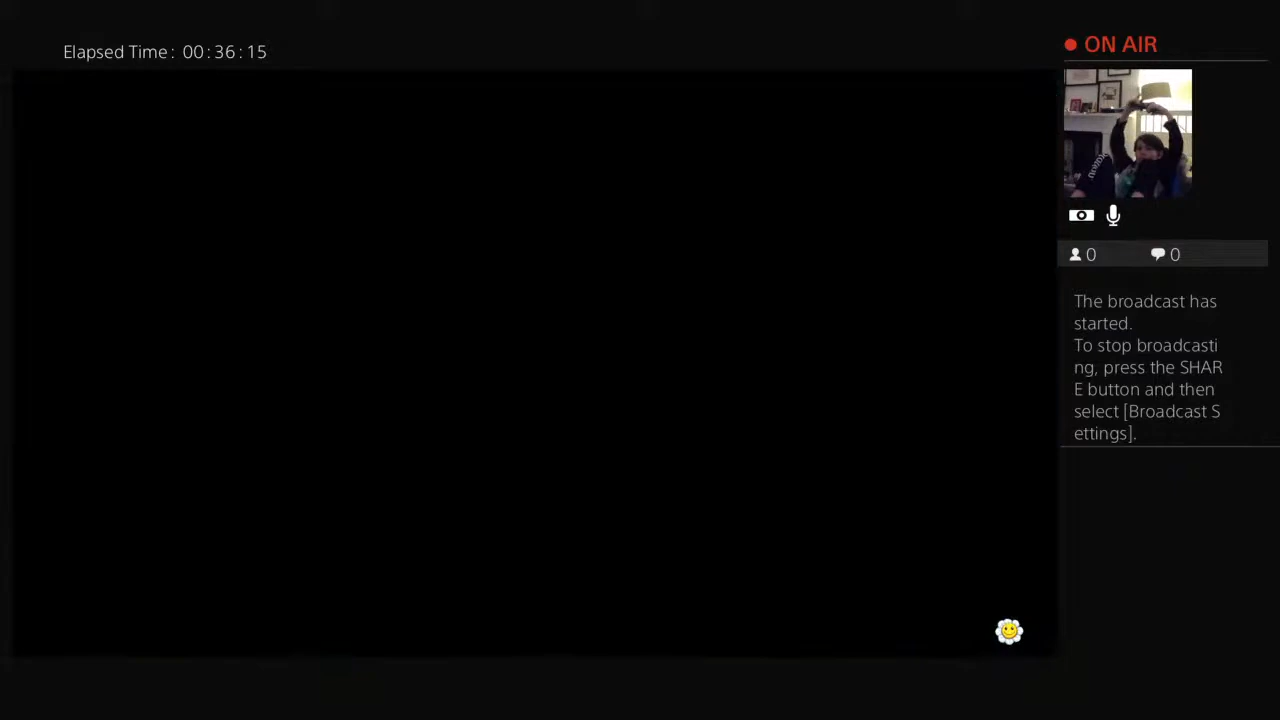 Elapsed Time: 00:36:15
ON AIR
0 0
The broadcast has
started.
To stop broadcasti
ng, press the SHAR
E button and then
select [Broadcast S
ettings].